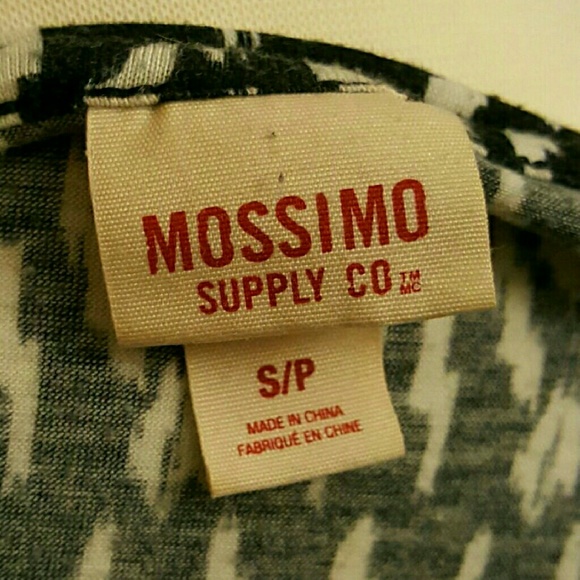 MOSSIMO
SUPPLY CO TM MC
S/P
MADE IN CHINA
FABRIQUÉ EN CHINE